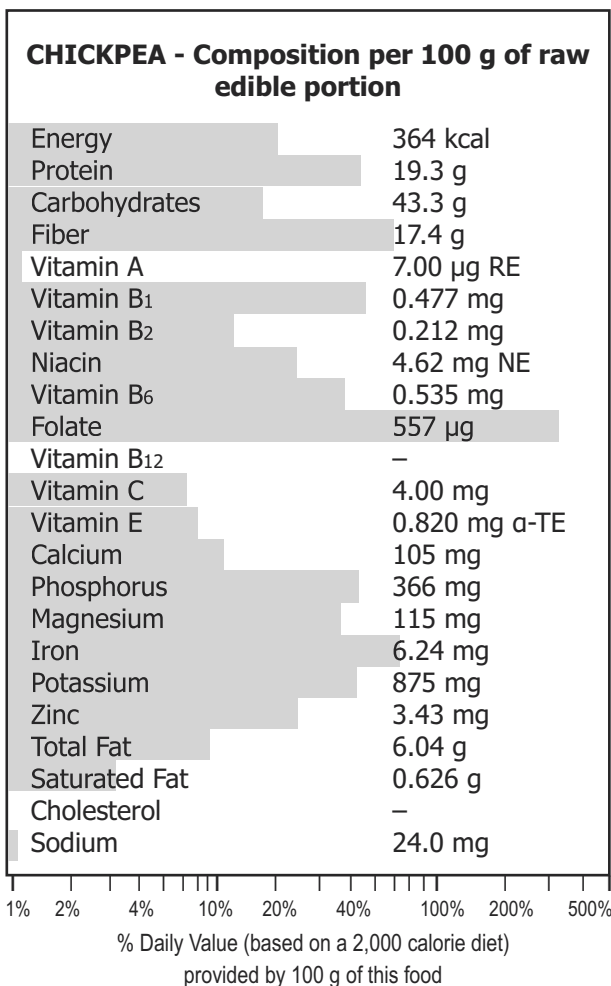 CHICKPEA - Composition per 100 g of raw
edible portion
Energy 364 kcal
Protein 19.3 g
Carbohydrates 43.3 g
Fiber 17.4 g
Vitamin A 7.00 µg RE
Vitamin B1 0.477 mg
Vitamin B2 0.212 mg
Niacin 4.62 mg NE
Vitamin B6 0.535 mg
Folate 557 µg
Vitamin B12 –
Vitamin C 4.00 mg
Vitamin E 0.820 mg α-TE
Calcium 105 mg
Phosphorus 366 mg
Magnesium 115 mg
Iron 6.24 mg
Potassium 875 mg
Zinc 3.43 mg
Total Fat 6.04 g
Saturated Fat 0.626 g
Cholesterol –
Sodium 24.0 mg
1% 2% 4% 10% 20% 40% 100% 200% 500%
% Daily Value (based on a 2,000 calorie diet)
provided by 100 g of this food